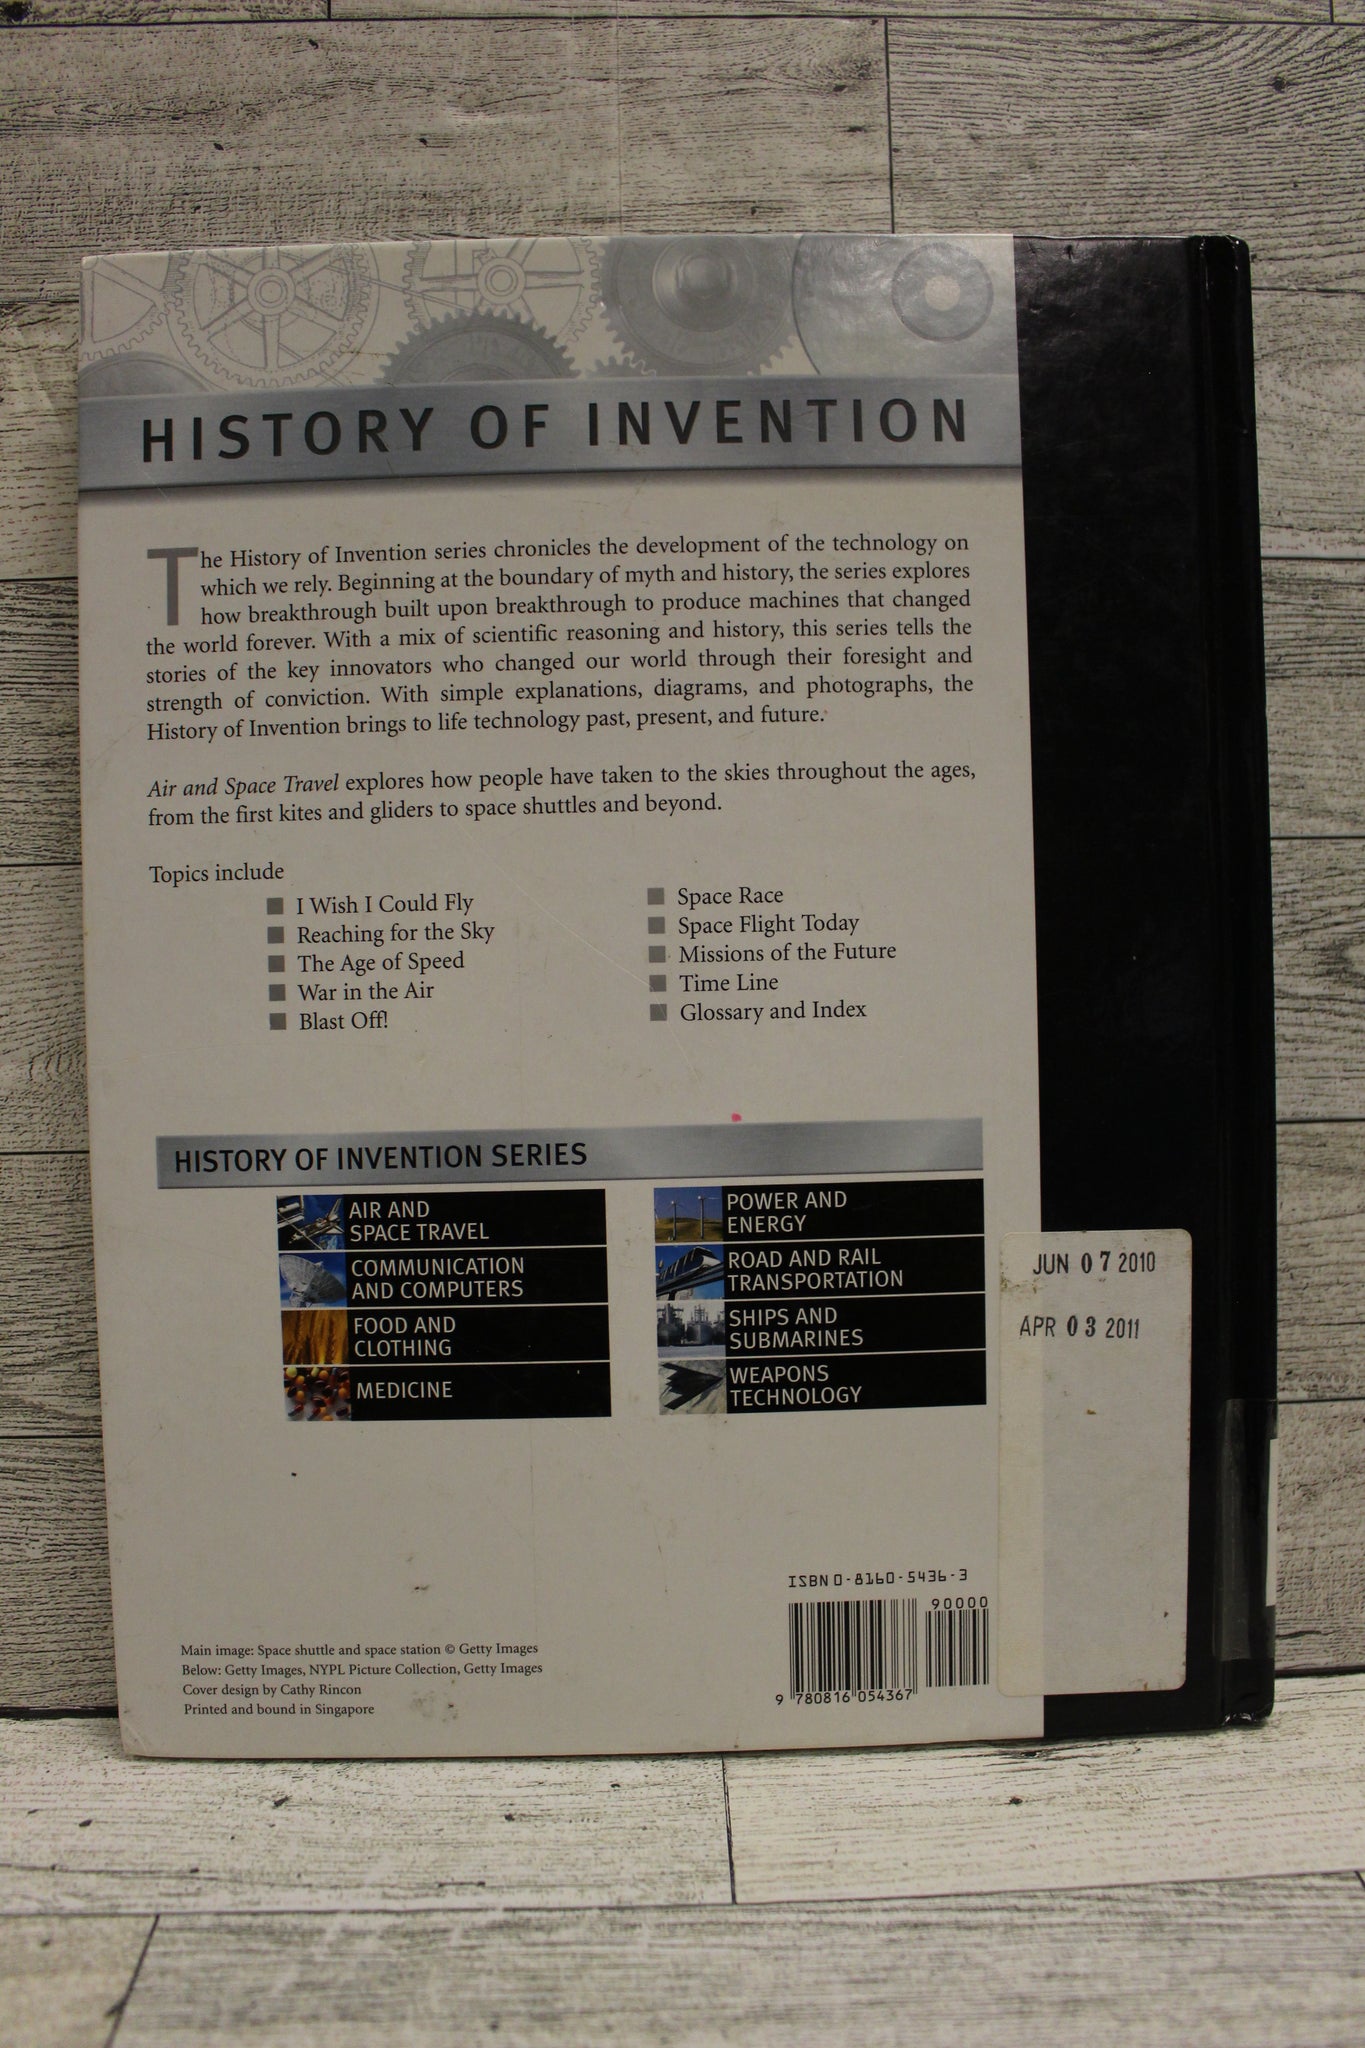 HISTORY OF INVENTION
The History of Invention series chronicles the development of the technology on
which we rely. Beginning at the boundary of myth and history, the series explores
how breakthrough built upon breakthrough to produce machines that changed
the world forever. With a mix of scientific reasoning and history, this series tells the
stories of the key innovators who changed our world through their foresight and
strength of conviction. With simple explanations, diagrams, and photographs, the
History of Invention brings to life technology past, present, and future.
Air and Space Travel explores how people have taken to the skies throughout the ages,
from the first kites and gliders to space shuttles and beyond.
Topics include
I Wish I Could Fly
Reaching for the Sky
The Age of Speed
War in the Air
Blast Off!
Space Race
Space Flight Today
Missions of the Future
Time Line
Glossary and Index
HISTORY OF INVENTION SERIES
AIR AND
SPACE TRAVEL
COMMUNICATION
AND COMPUTERS
FOOD AND
CLOTHING
MEDICINE
POWER AND
ENERGY
ROAD AND RAIL
TRANSPORTATION
SHIPS AND
SUBMARINES
WEAPONS
TECHNOLOGY
JUN 07 2010
APR 03 2011
ISBN 0-8160-5436-3
90000
9 780816 054367
Main image: Space shuttle and space station © Getty Images
Below: Getty Images, NYPL Picture Collection, Getty Images
Cover design by Cathy Rincon
Printed and bound in Singapore